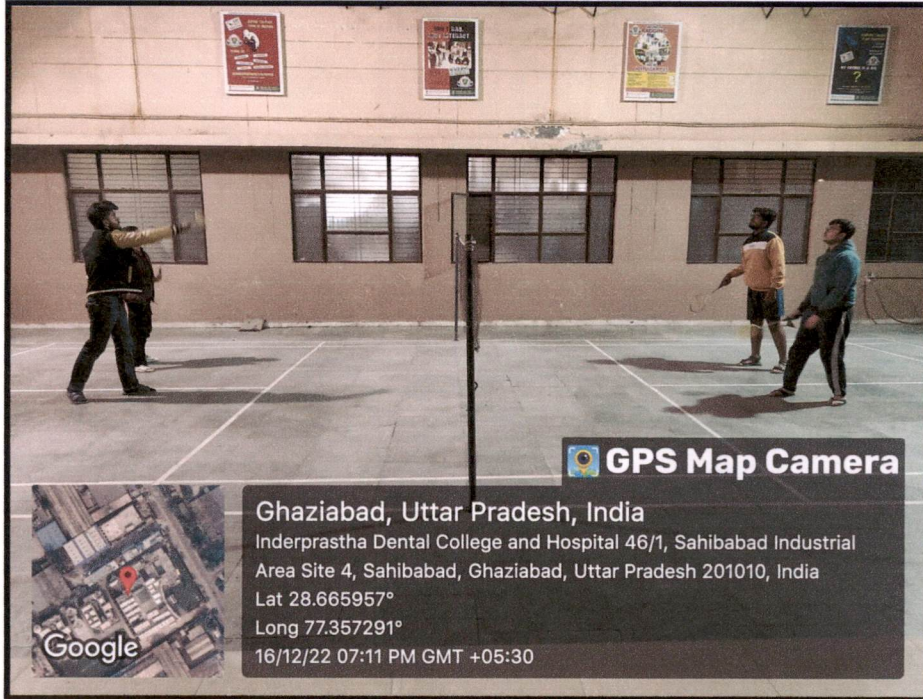 GPS Map Camera
Ghaziabad, Uttar Pradesh, India
Inderprastha Dental College and Hospital 46/1, Sahibabad Industrial
Area Site 4, Sahibabad, Ghaziabad, Uttar Pradesh 201010, India
Lat 28.665957°
Long 77.357291°
16/12/22 07:11 PM GMT +05:30
Google